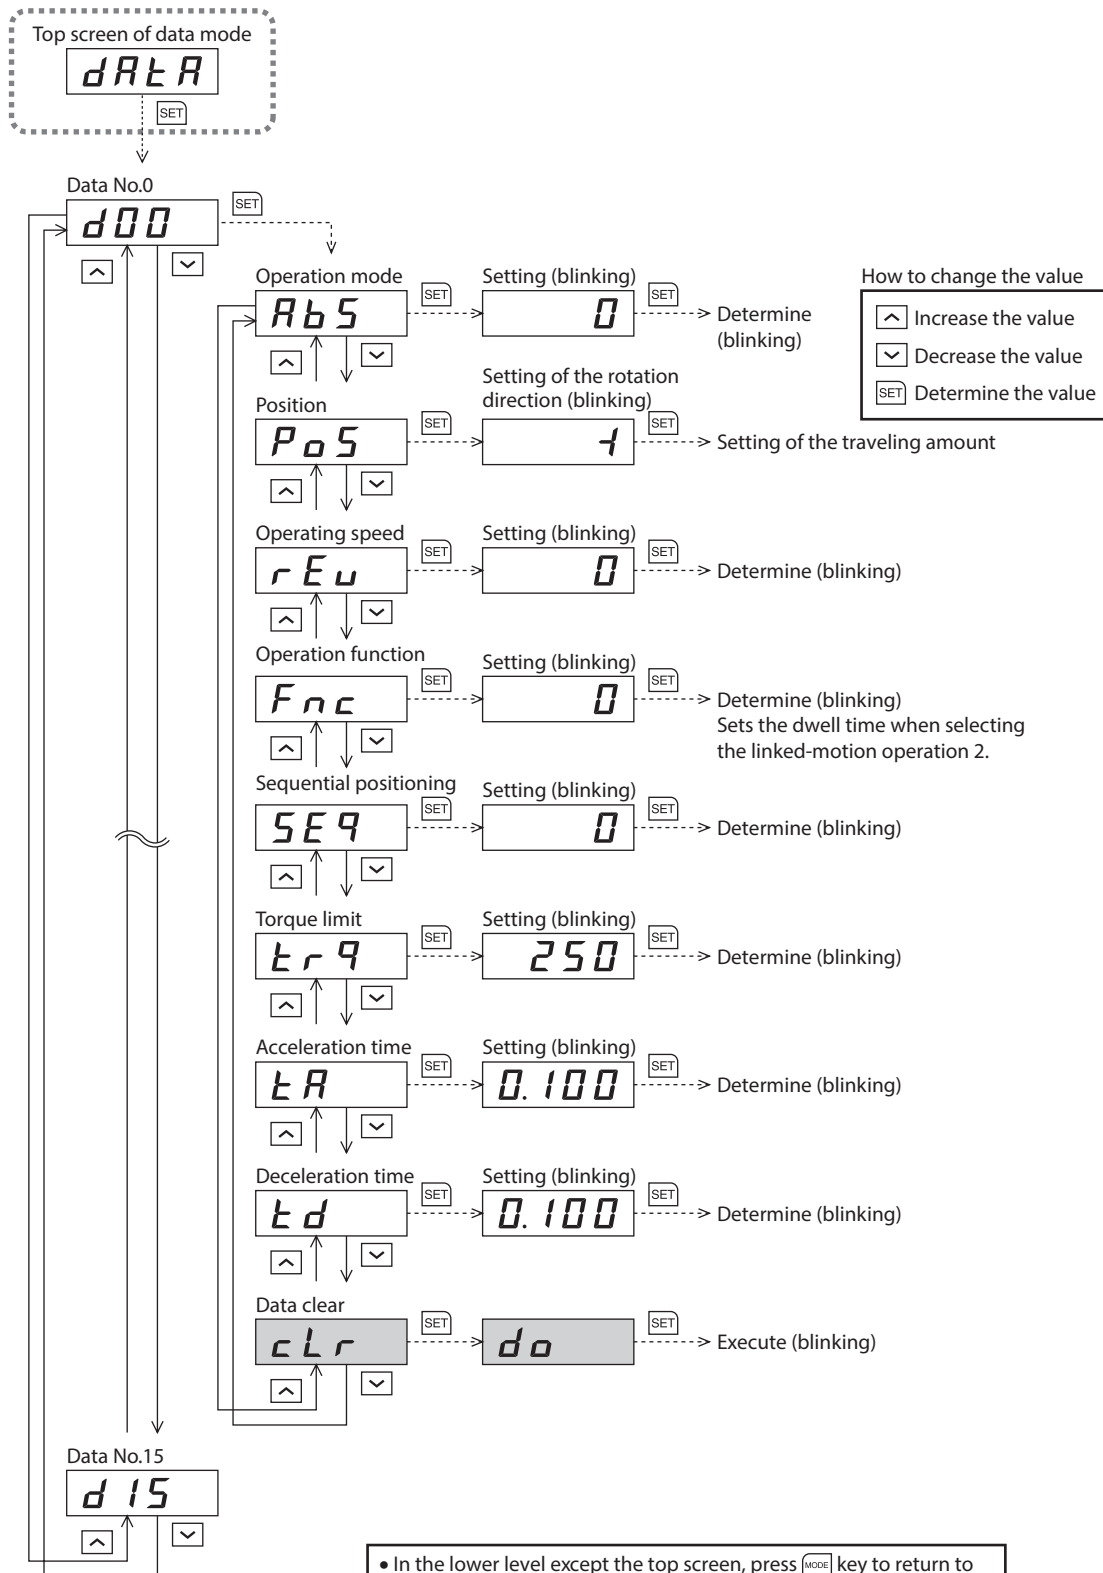 Top screen of data mode
dAtA
SET
Data No.0
d00
SET
Operation mode
AbS
SET
Setting (blinking)
0
SET
Determine
(blinking)
How to change the value
Increase the value
Decrease the value
SET Determine the value
Position
PoS
SET
Setting of the rotation
direction (blinking)
SET
Setting of the traveling amount
Operating speed
rEv
SET
Setting (blinking)
0
SET
Determine (blinking)
Operation function
Fnc
SET
Setting (blinking)
0
SET
Determine (blinking)
Sets the dwell time when selecting
the linked-motion operation 2.
Sequential positioning
SEq
SET
Setting (blinking)
0
SET
Determine (blinking)
Torque limit
trq
SET
Setting (blinking)
250
SET
Determine (blinking)
Acceleration time
tA
SET
Setting (blinking)
0.100
SET
Determine (blinking)
Deceleration time
td
SET
Setting (blinking)
0.100
SET
Determine (blinking)
Data clear
cLr
SET
do
SET
Execute (blinking)
Data No.15
d15
• In the lower level except the top screen, press MODE key to return to